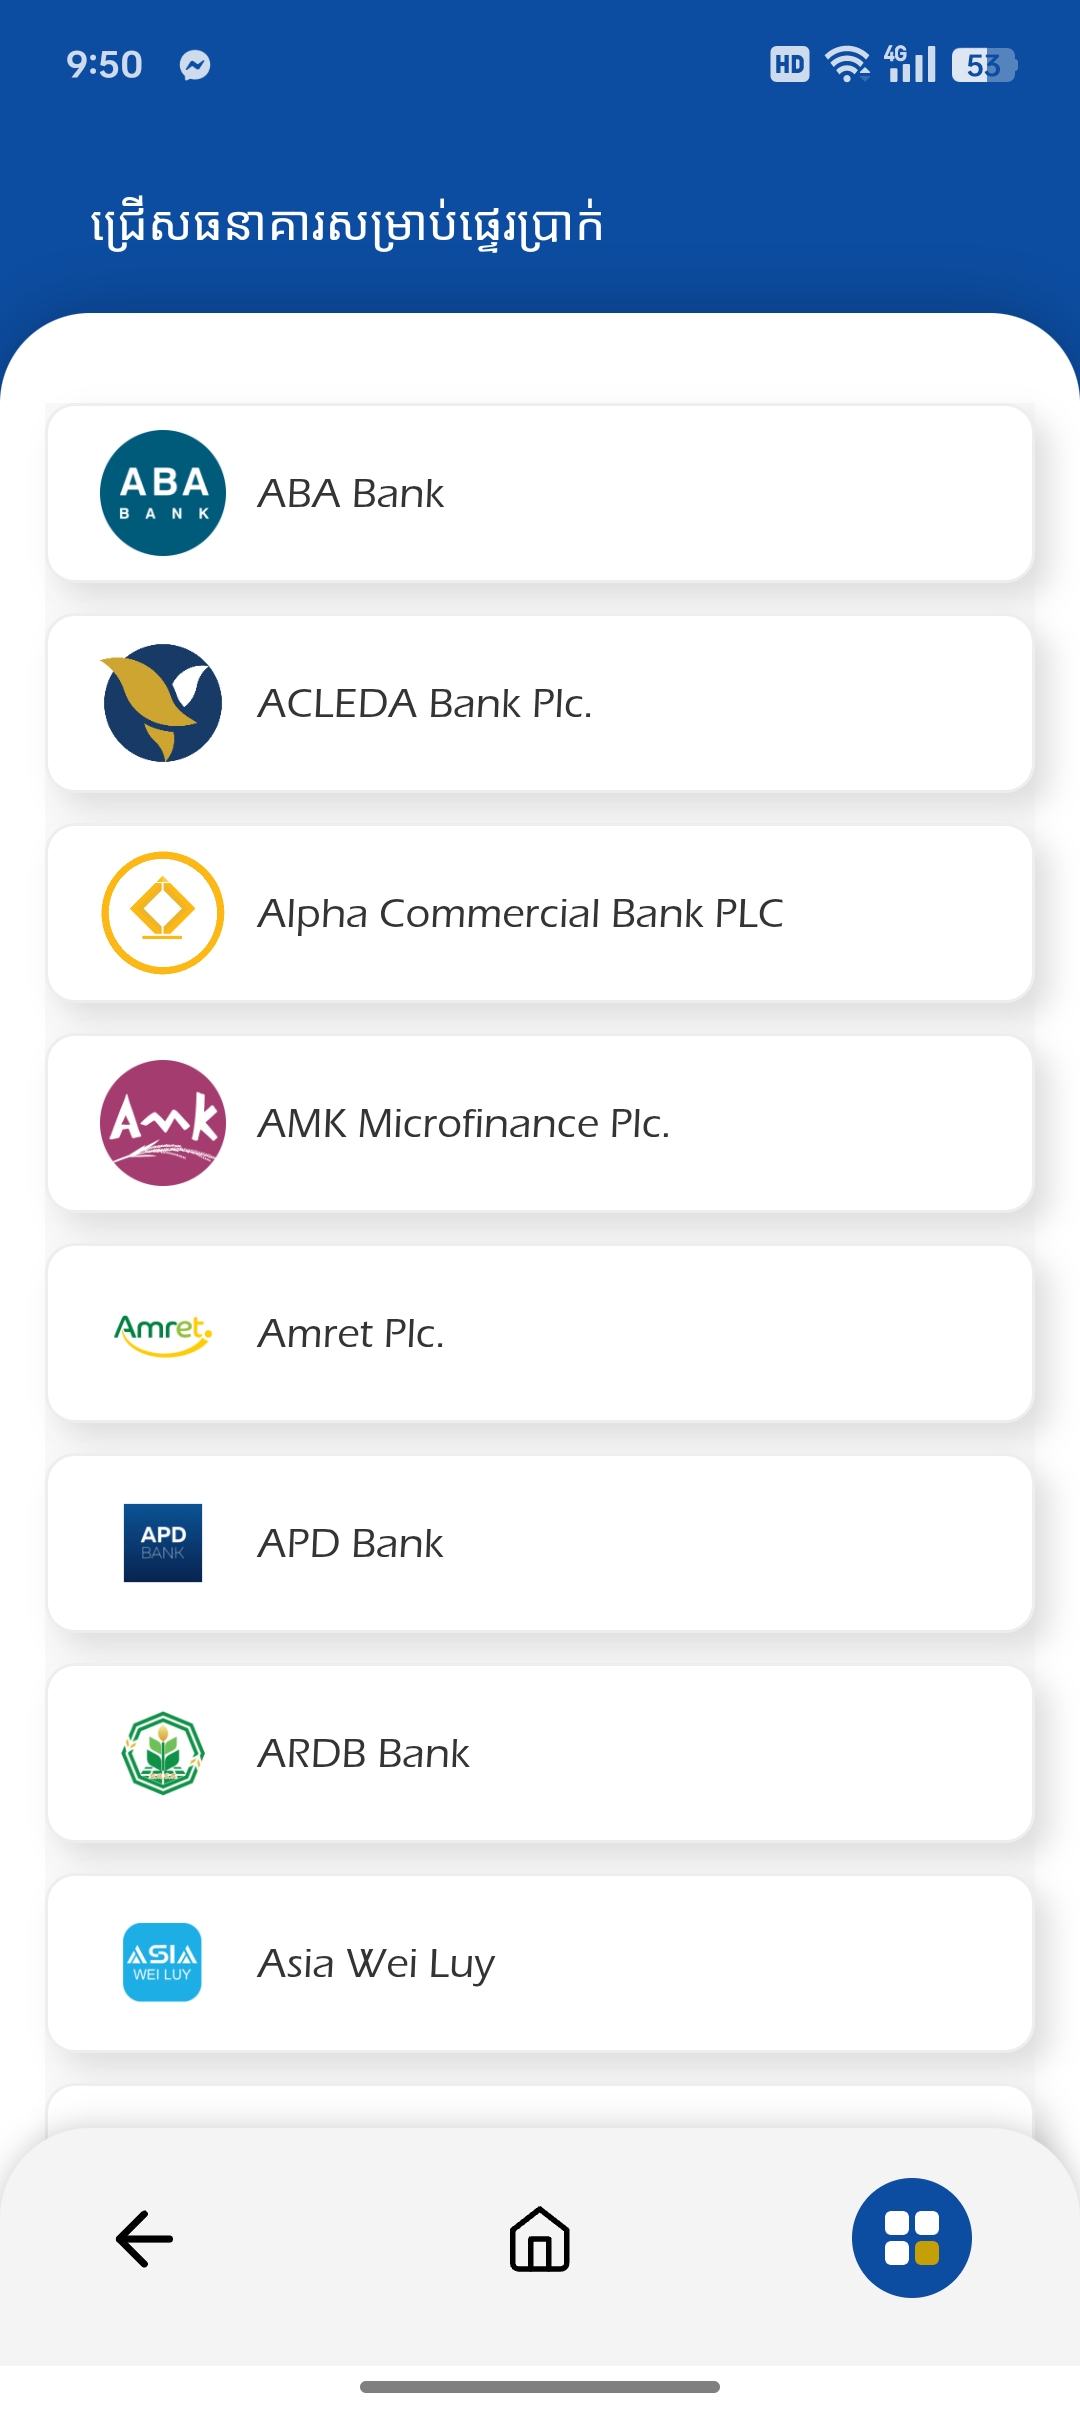 9:50
HD
4G
53
ជ្រើសធនាគារសម្រាប់ផ្ទេរប្រាក់
ABA
BANK
ABA Bank
ACLEDA Bank Plc.
Alpha Commercial Bank PLC
Amk
AMK Microfinance Plc.
Amret.
Amret Plc.
APD
BANK
APD Bank
ARDB Bank
ASIA
WEI LUY
Asia Wei Luy